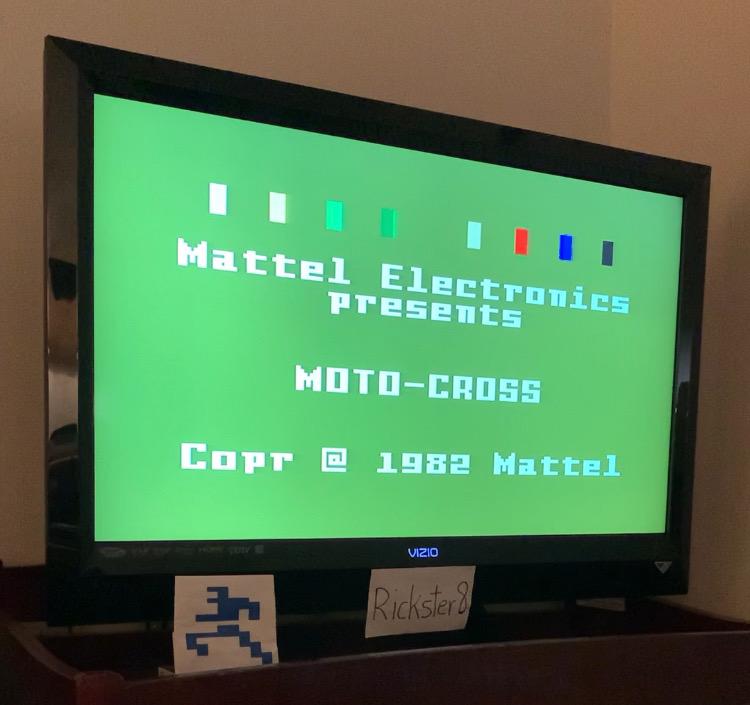 Mattel Electronics
presents
MOTO-CROSS
Copr @ 1982 Mattel
VIZIO
Rickster8